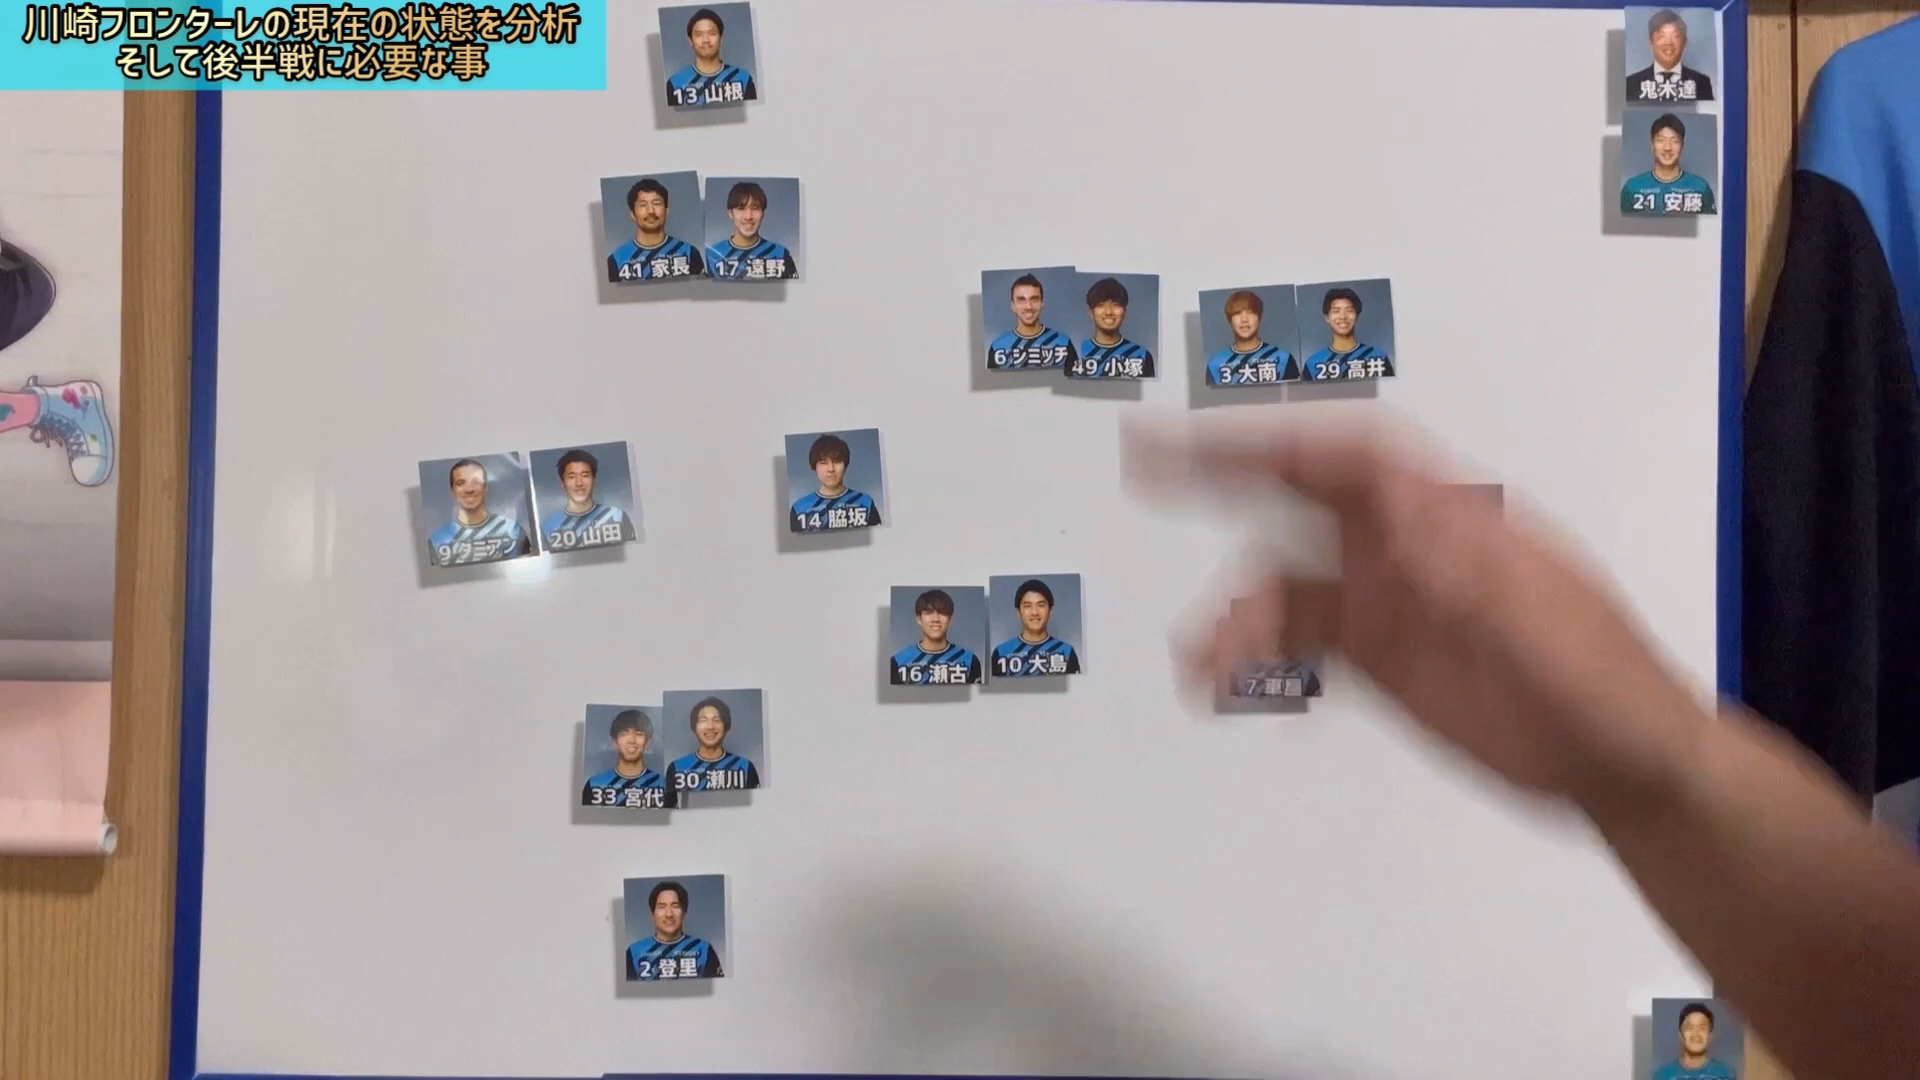 川崎フロンターレの現在の状態を分析
そして後半戦に必要な事
13 山根
鬼木達
21 安藤
41 家長
17 遠野
6 シミッチ
49 小塚
3 大南
29 高井
14 脇坂
9 ダミアン
20 山田
16 瀬古
10 大島
7 車屋
33 宮代
30 瀬川
2 登里